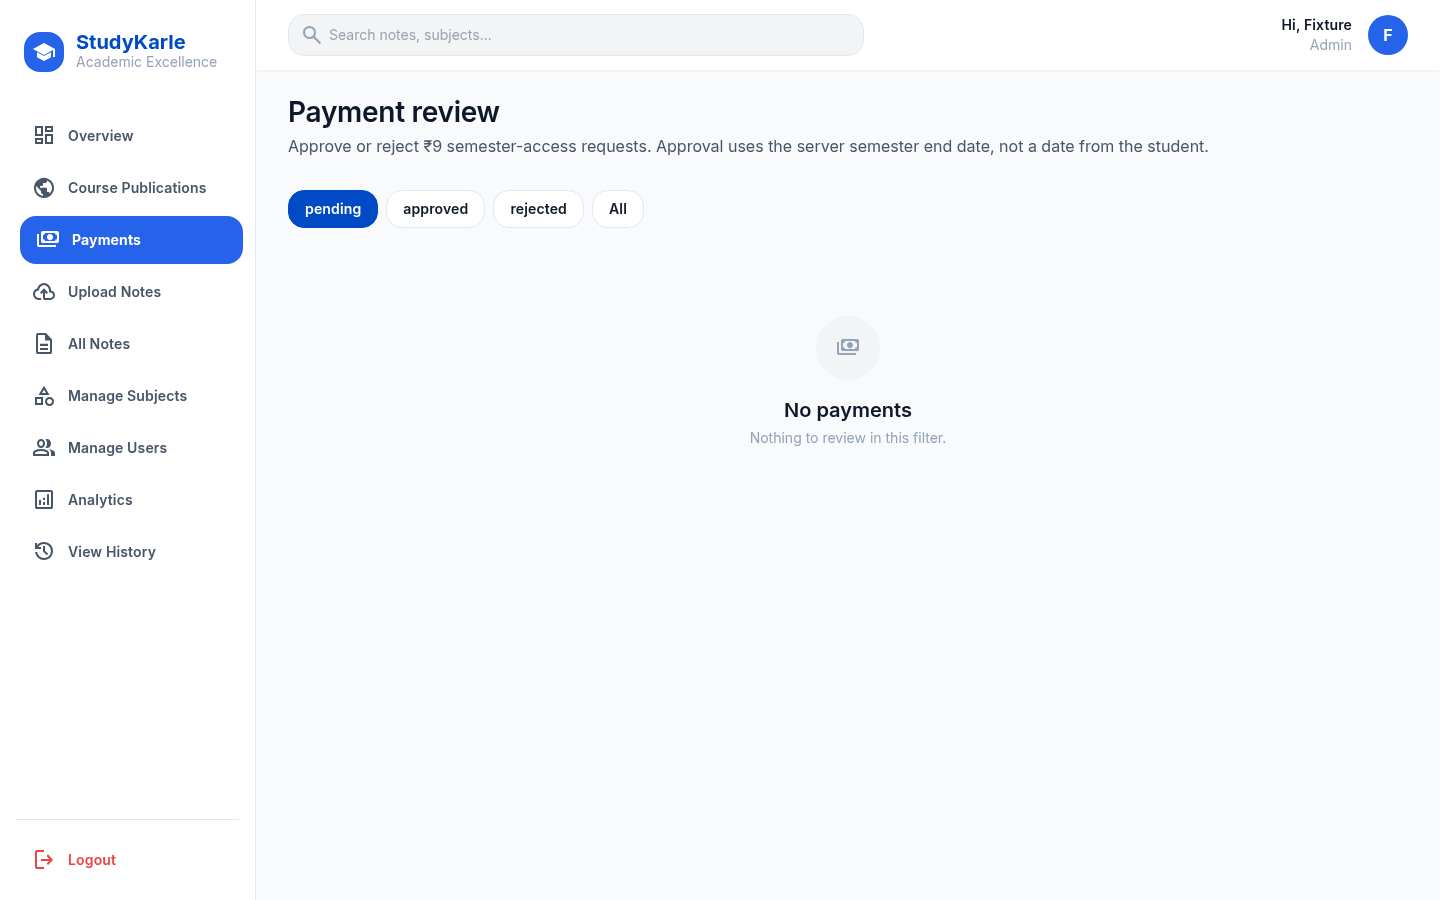 StudyKarle
Academic Excellence
Overview
Course Publications
Payments
Upload Notes
All Notes
Manage Subjects
Manage Users
Analytics
View History
Logout
Search notes, subjects...
Hi, Fixture
Admin
F
Payment review
Approve or reject ₹9 semester-access requests. Approval uses the server semester end date, not a date from the student.
pending approved rejected All
No payments
Nothing to review in this filter.